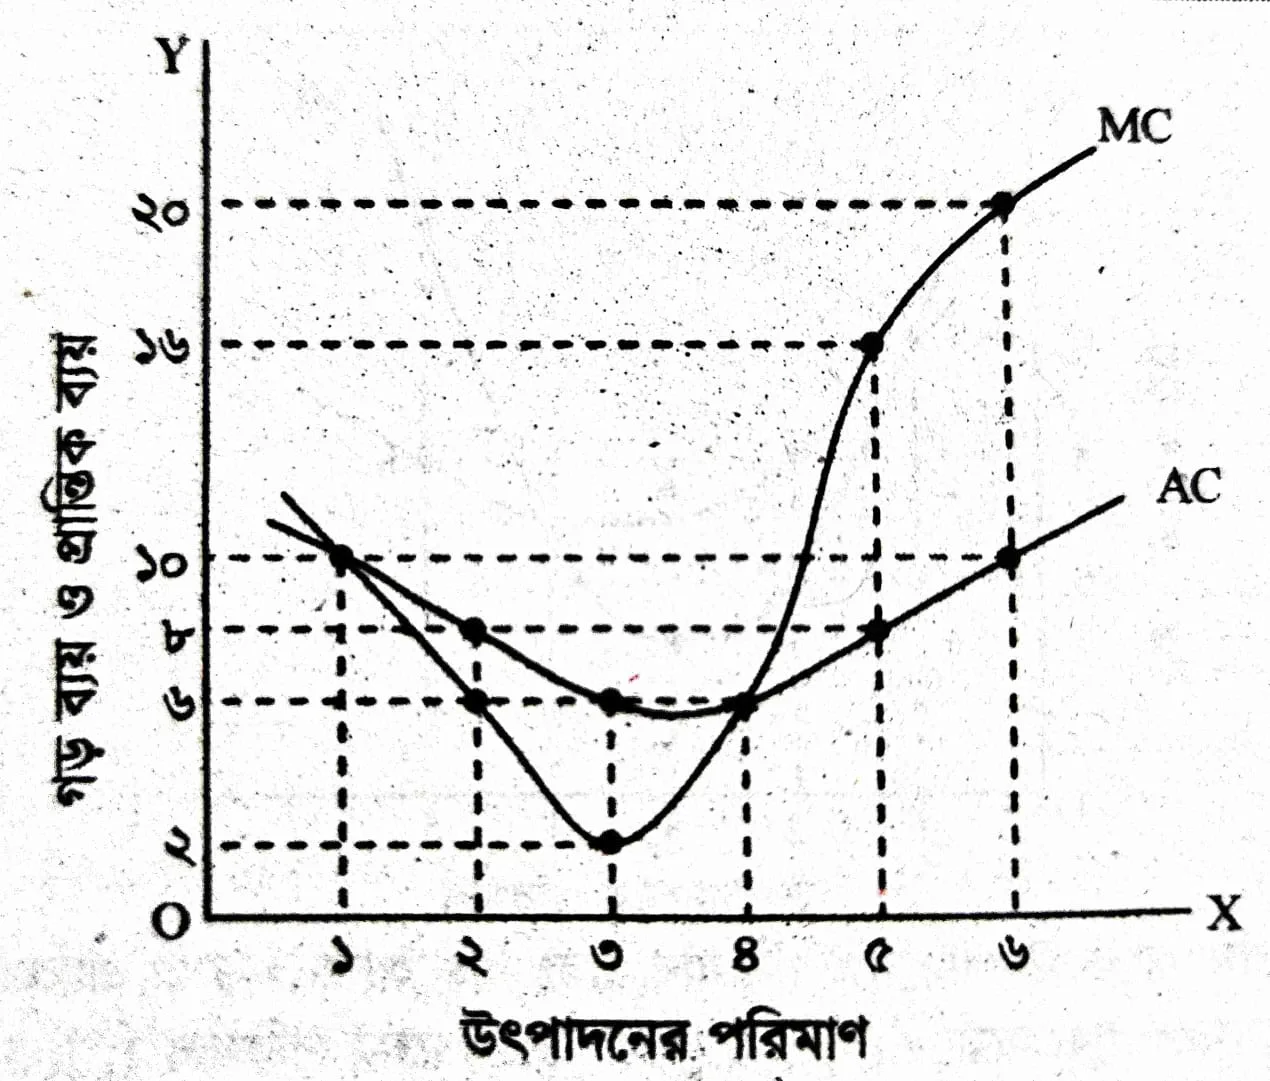 Y
MC
২০
১৬
AC
১০
৮
৬
২
O
X
১
২
৩
৪
৫
৬
গড় ব্যয় ও প্রান্তিক ব্যয়
উৎপাদনের পরিমাণ